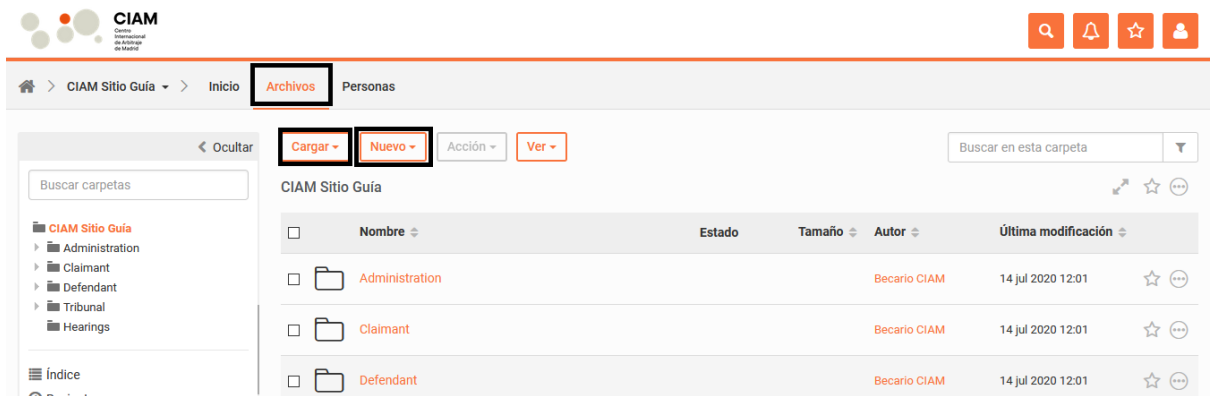 CIAM
Centro
Internacional
de Arbitraje
de Madrid
CIAM Sitio Guía
Inicio
Archivos
Personas
Ocultar
Cargar
Nuevo
Acción
Ver
Buscar en esta carpeta
Buscar carpetas
CIAM Sitio Guía
CIAM Sitio Guía
Administration
Claimant
Defendant
Tribunal
Hearings
Índice
Nombre Estado Tamaño Autor Última modificación
Administration Becario CIAM 14 jul 2020 12:01
Claimant Becario CIAM 14 jul 2020 12:01
Defendant Becario CIAM 14 jul 2020 12:01